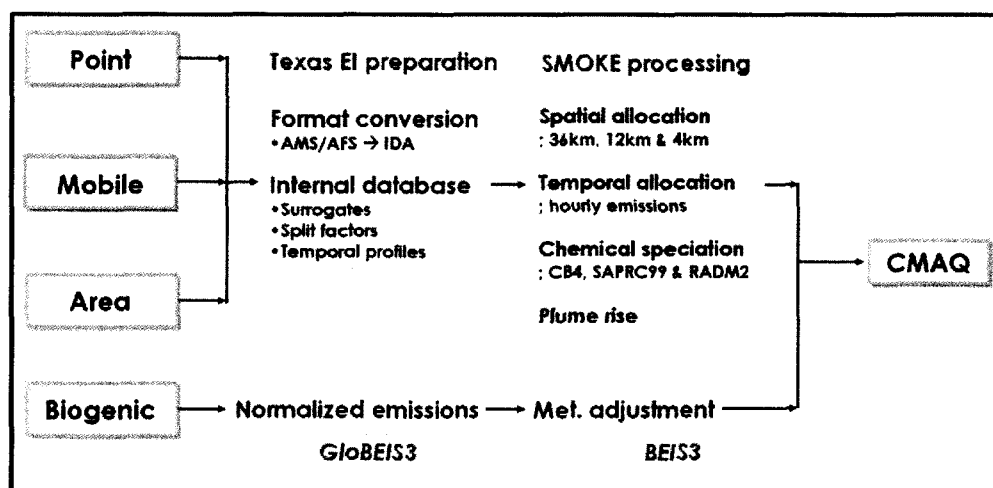 Point
Texas EI preparation
SMOKE processing
Format conversion
•AMS/AFS → IDA
Spatial allocation
; 36km, 12km & 4km
Mobile
Internal database
•Surrogates
•Split factors
•Temporal profiles
Temporal allocation
; hourly emissions
Chemical speciation
; CB4, SAPRC99 & RADM2
CMAQ
Area
Plume rise
Biogenic
Normalized emissions
Met. adjustment
GloBEIS3
BEIS3